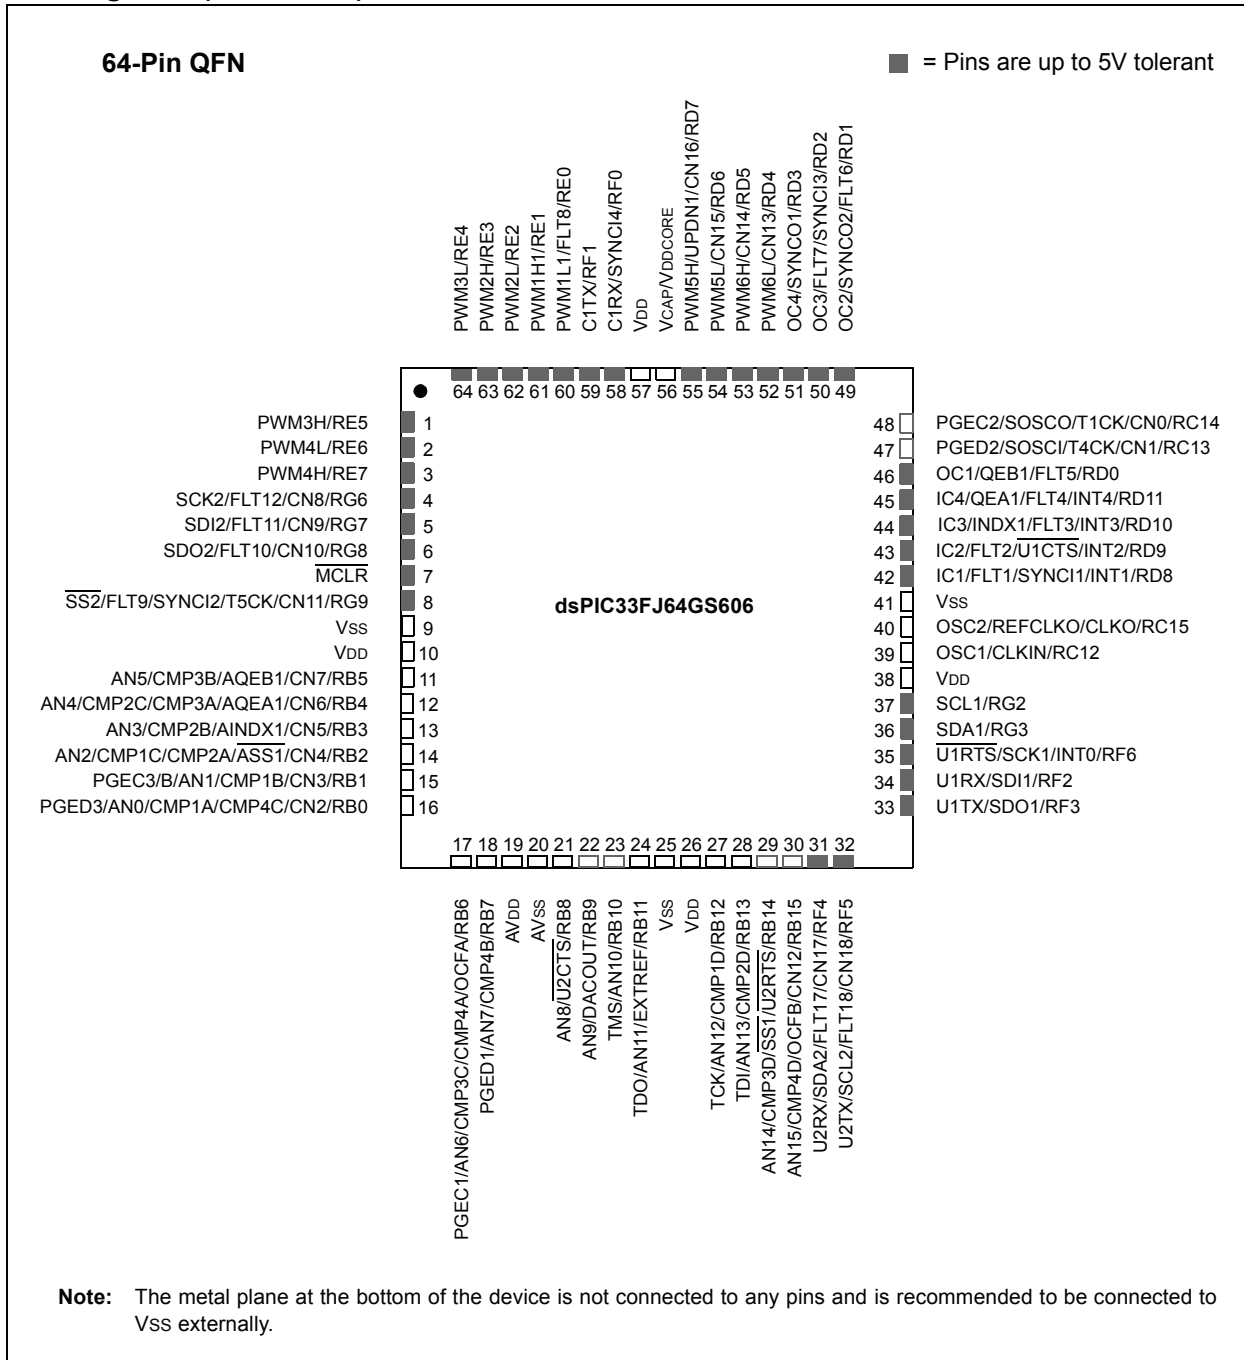 64-Pin QFN
= Pins are up to 5V tolerant
PWM3L/RE4
PWM2H/RE3
PWM2L/RE2
PWM1H1/RE1
PWM1L1/FLT8/RE0
C1TX/RF1
C1RX/SYNCI4/RF0
VDD
VCAP/VDDCORE
PWM5H/UPDN1/CN16/RD7
PWM5L/CN15/RD6
PWM6H/CN14/RD5
PWM6L/CN13/RD4
OC4/SYNCO1/RD3
OC3/FLT7/SYNCI3/RD2
OC2/SYNCO2/FLT6/RD1
64 63 62 61 60 59 58 57 56 55 54 53 52 51 50 49
PWM3H/RE5 1
PWM4L/RE6 2
PWM4H/RE7 3
SCK2/FLT12/CN8/RG6 4
SDI2/FLT11/CN9/RG7 5
SDO2/FLT10/CN10/RG8 6
MCLR 7
SS2/FLT9/SYNCI2/T5CK/CN11/RG9 8
VSS 9
VDD 10
AN5/CMP3B/AQEB1/CN7/RB5 11
AN4/CMP2C/CMP3A/AQEA1/CN6/RB4 12
AN3/CMP2B/AINDX1/CN5/RB3 13
AN2/CMP1C/CMP2A/ASS1/CN4/RB2 14
PGEC3/B/AN1/CMP1B/CN3/RB1 15
PGED3/AN0/CMP1A/CMP4C/CN2/RB0 16
dsPIC33FJ64GS606
48 PGEC2/SOSCO/T1CK/CN0/RC14
47 PGED2/SOSCI/T4CK/CN1/RC13
46 OC1/QEB1/FLT5/RD0
45 IC4/QEA1/FLT4/INT4/RD11
44 IC3/INDX1/FLT3/INT3/RD10
43 IC2/FLT2/U1CTS/INT2/RD9
42 IC1/FLT1/SYNCI1/INT1/RD8
41 VSS
40 OSC2/REFCLKO/CLKO/RC15
39 OSC1/CLKIN/RC12
38 VDD
37 SCL1/RG2
36 SDA1/RG3
35 U1RTS/SCK1/INT0/RF6
34 U1RX/SDI1/RF2
33 U1TX/SDO1/RF3
17 18 19 20 21 22 23 24 25 26 27 28 29 30 31 32
PGEC1/AN6/CMP3C/CMP4A/OCFA/RB6
PGED1/AN7/CMP4B/RB7
AVDD
AVSS
AN8/U2CTS/RB8
AN9/DACOUT/RB9
TMS/AN10/RB10
TDO/AN11/EXTREF/RB11
VSS
VDD
TCK/AN12/CMP1D/RB12
TDI/AN13/CMP2D/RB13
AN14/CMP3D/SS1/U2RTS/RB14
AN15/CMP4D/OCFB/CN12/RB15
U2RX/SDA2/FLT17/CN17/RF4
U2TX/SCL2/FLT18/CN18/RF5
Note: The metal plane at the bottom of the device is not connected to any pins and is recommended to be connected to
VSS externally.